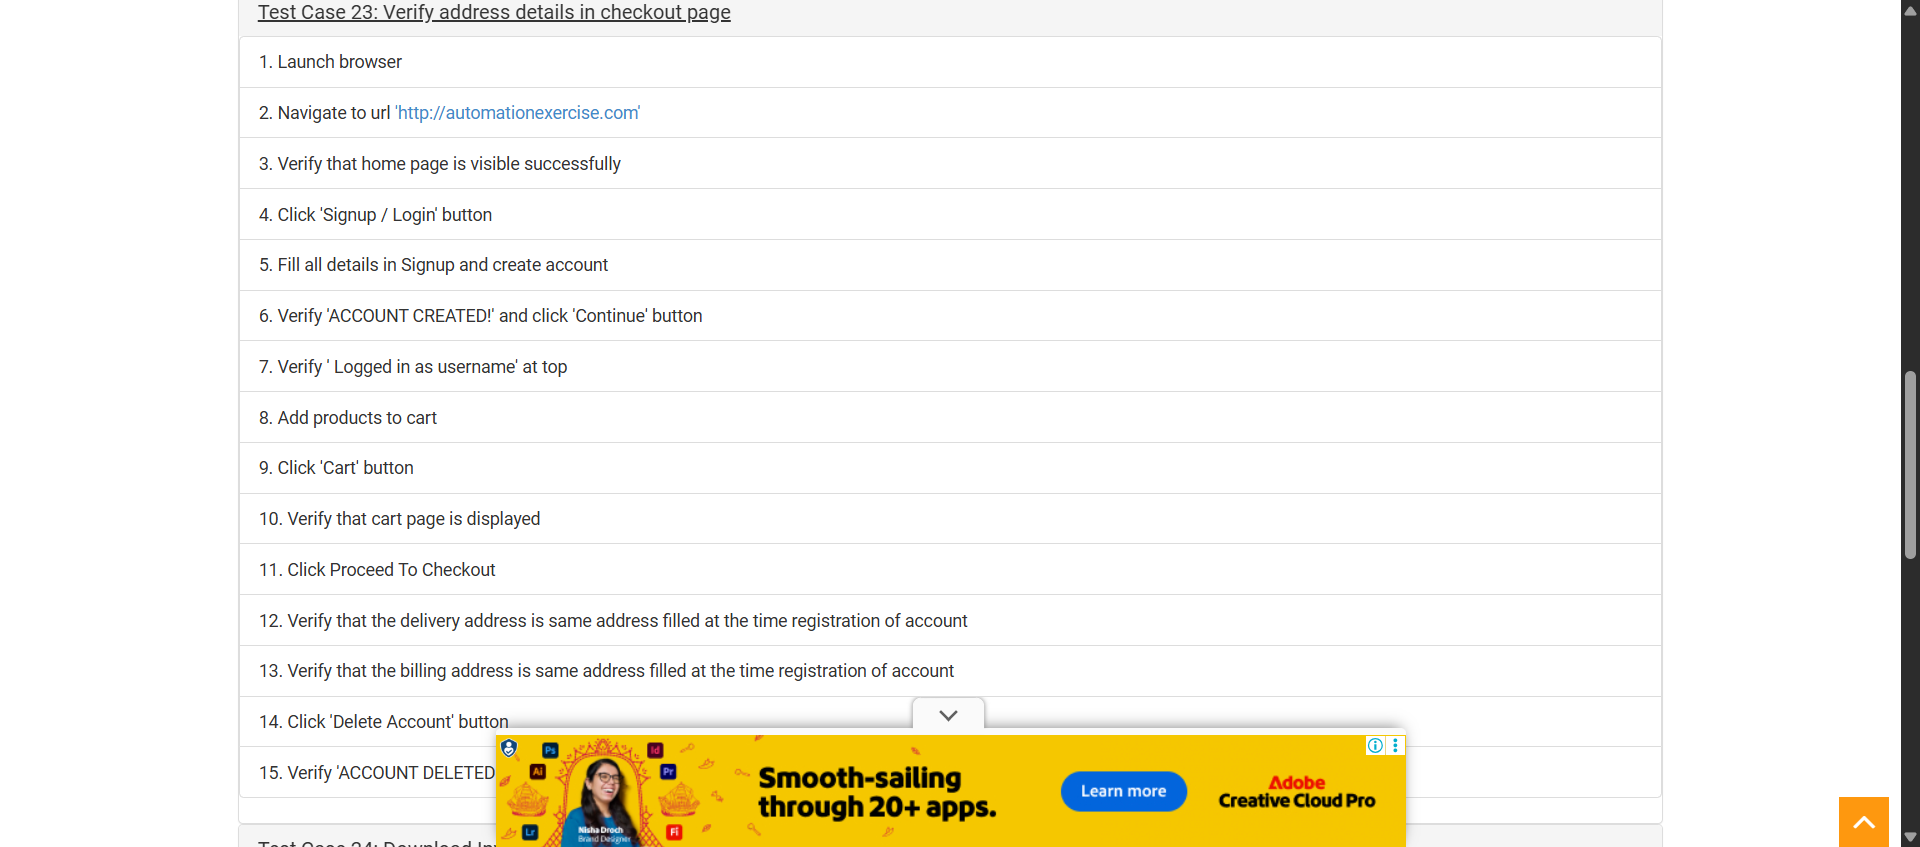 Test Case 23: Verify address details in checkout page
1. Launch browser
2. Navigate to url 'http://automationexercise.com'
3. Verify that home page is visible successfully
4. Click 'Signup / Login' button
5. Fill all details in Signup and create account
6. Verify 'ACCOUNT CREATED!' and click 'Continue' button
7. Verify ' Logged in as username' at top
8. Add products to cart
9. Click 'Cart' button
10. Verify that cart page is displayed
11. Click Proceed To Checkout
12. Verify that the delivery address is same address filled at the time registration of account
13. Verify that the billing address is same address filled at the time registration of account
14. Click 'Delete Account' button
15. Verify 'ACCOUNT DELETED
Ps
Id
Ai
Pr
Lr
Fl
Nisha Droch
Brand Designer
Smooth-sailing
through 20+ apps.
Learn more
Adobe
Creative Cloud Pro
Test Case 24: Download